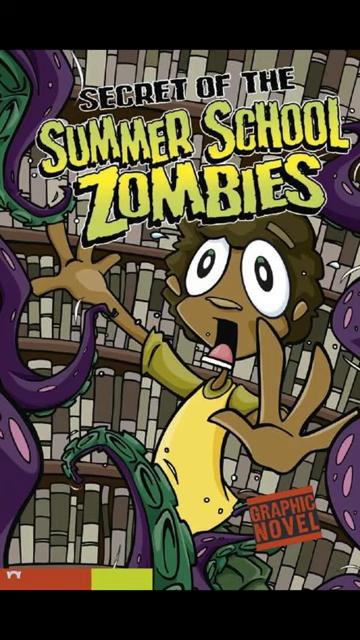 SECRET OF THE
SUMMER SCHOOL
ZOMBIES
GRAPHIC
NOVEL